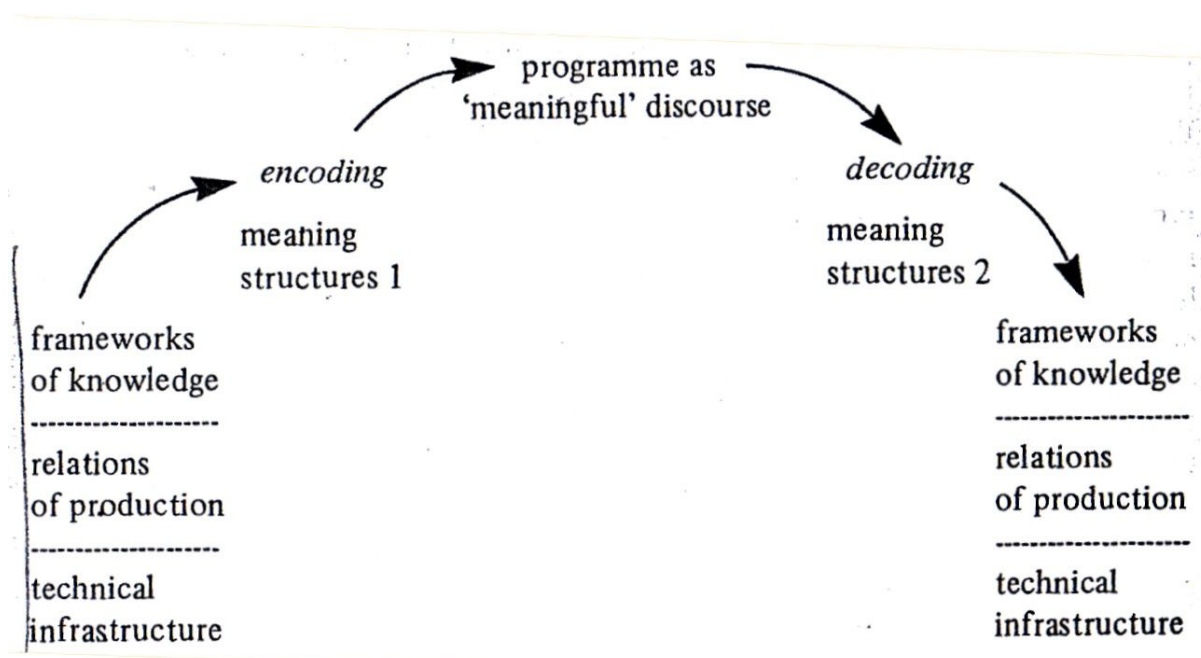 programme as
‘meaningful’ discourse
encoding
decoding
meaning
structures 1
meaning
structures 2
frameworks
of knowledge
relations
of production
technical
infrastructure
frameworks
of knowledge
relations
of production
technical
infrastructure